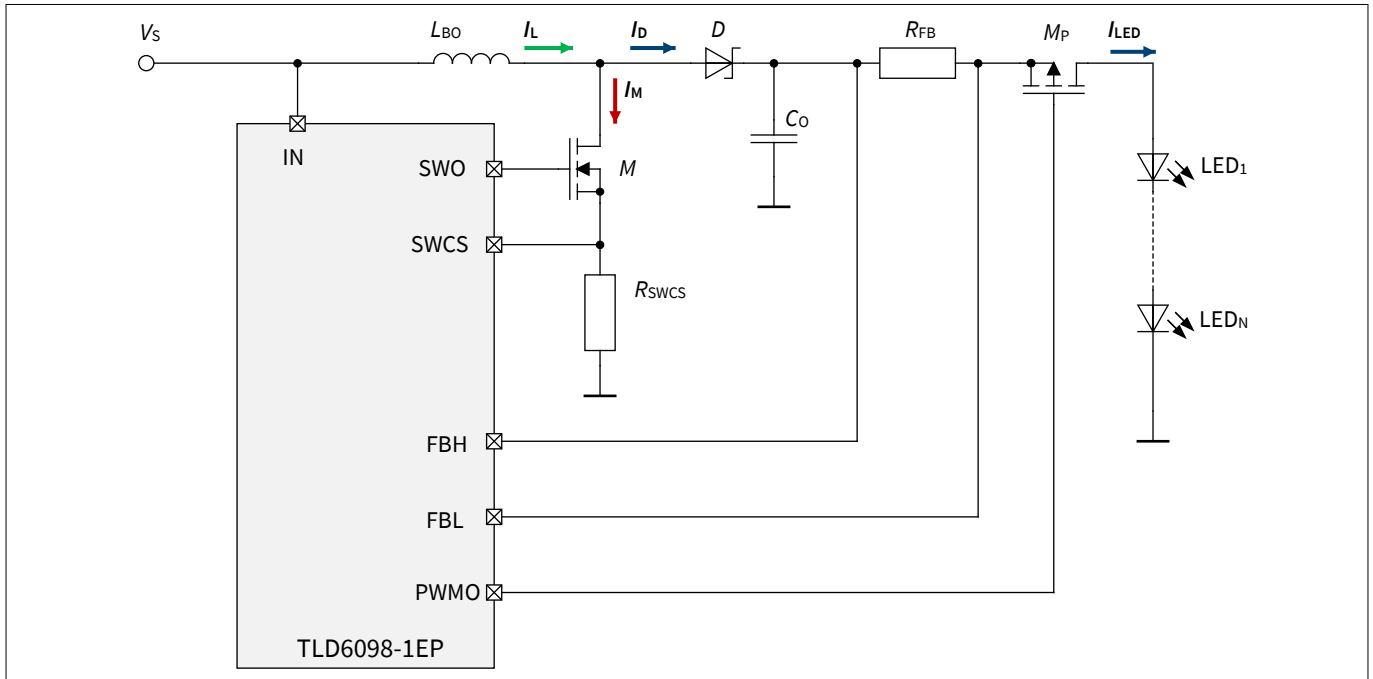 VS
LBO
IL
ID
D
RFB
MP
ILED
IM
CO
IN
SWO
M
LED1
SWCS
RSWCS
LEDN
FBH
FBL
PWMO
TLD6098-1EP